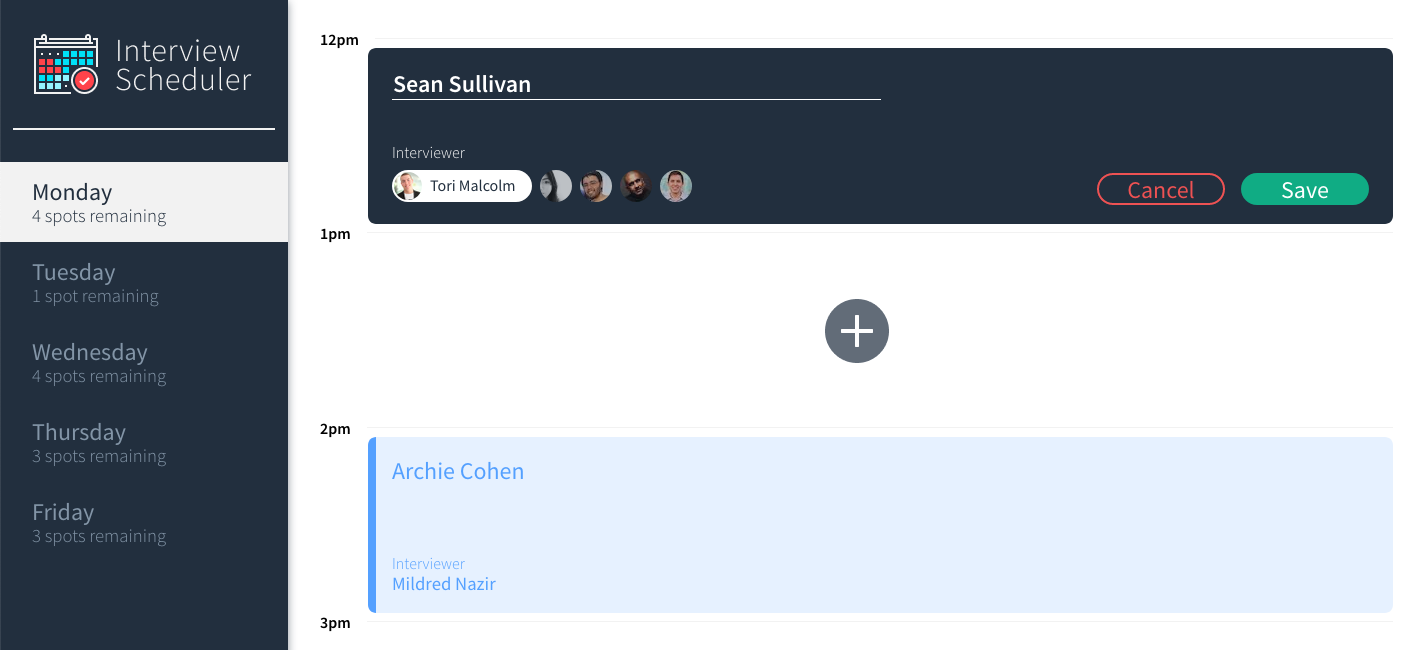 Interview
Scheduler
Monday
4 spots remaining
Tuesday
1 spot remaining
Wednesday
4 spots remaining
Thursday
3 spots remaining
Friday
3 spots remaining
12pm
Sean Sullivan
Interviewer
Tori Malcolm
Cancel
Save
1pm
2pm
Archie Cohen
Interviewer
Mildred Nazir
3pm